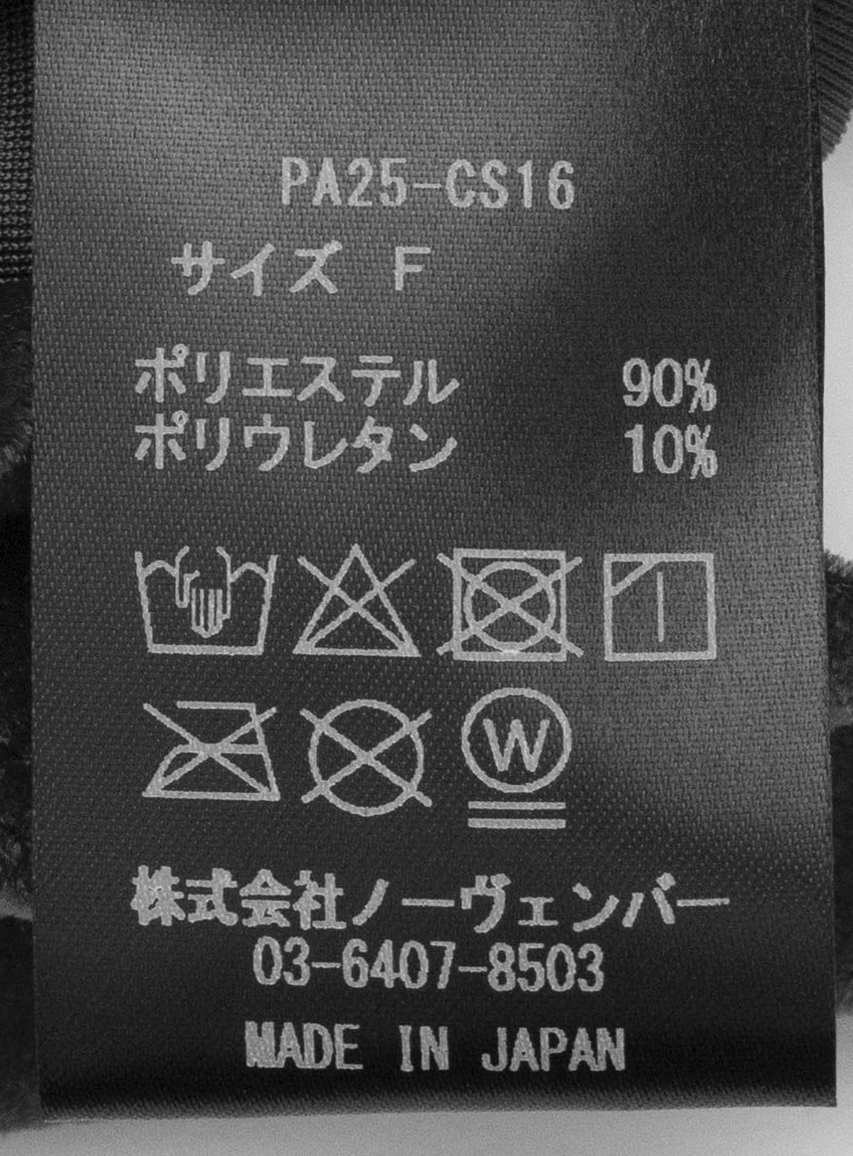 PA25-CS16
サイズ F
ポリエステル 90%
ポリウレタン 10%
W
株式会社ノーヴェンバー
03-6407-8503
MADE IN JAPAN